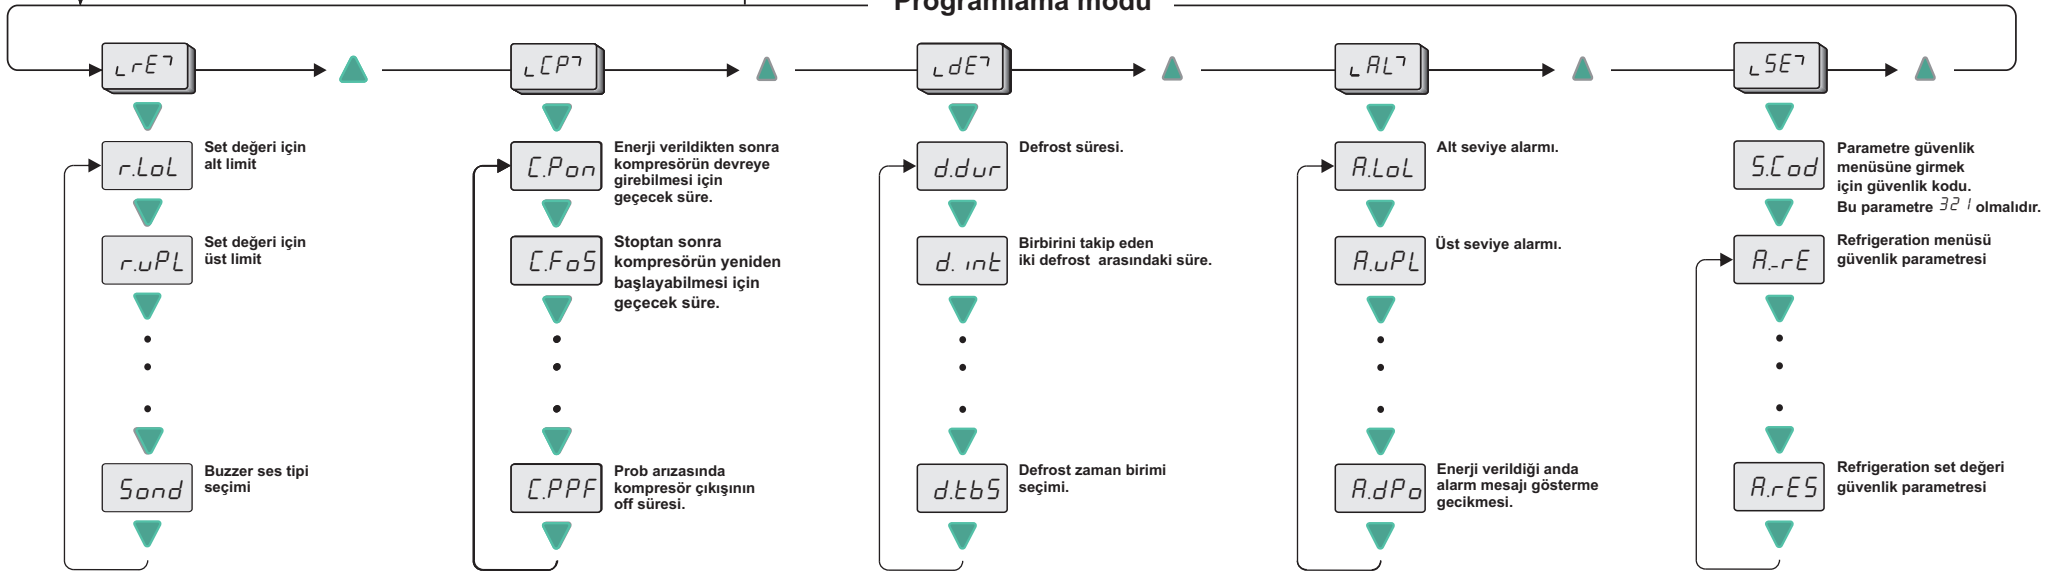 Programlama modu
rE
CP
dE
AL
SE
r.LoL
Set değeri için
alt limit
r.uPL
Set değeri için
üst limit
Sond
Buzzer ses tipi
seçimi
C.Pon
Enerji verildikten sonra
kompresörün devreye
girebilmesi için
geçecek süre.
C.FoS
Stoptan sonra
kompresörün yeniden
başlayabilmesi için
geçecek süre.
C.PPF
Prob arızasında
kompresör çıkışının
off süresi.
d.dur
Defrost süresi.
d.int
Birbirini takip eden
iki defrost arasındaki süre.
d.tbS
Defrost zaman birimi
seçimi.
A.LoL
Alt seviye alarmı.
A.uPL
Üst seviye alarmı.
A.dPo
Enerji verildiği anda
alarm mesajı gösterme
gecikmesi.
S.Cod
Parametre güvenlik
menüsüne girmek
için güvenlik kodu.
Bu parametre 321 olmalıdır.
A.-rE
Refrigeration menüsü
güvenlik parametresi
A.rES
Refrigeration set değeri
güvenlik parametresi